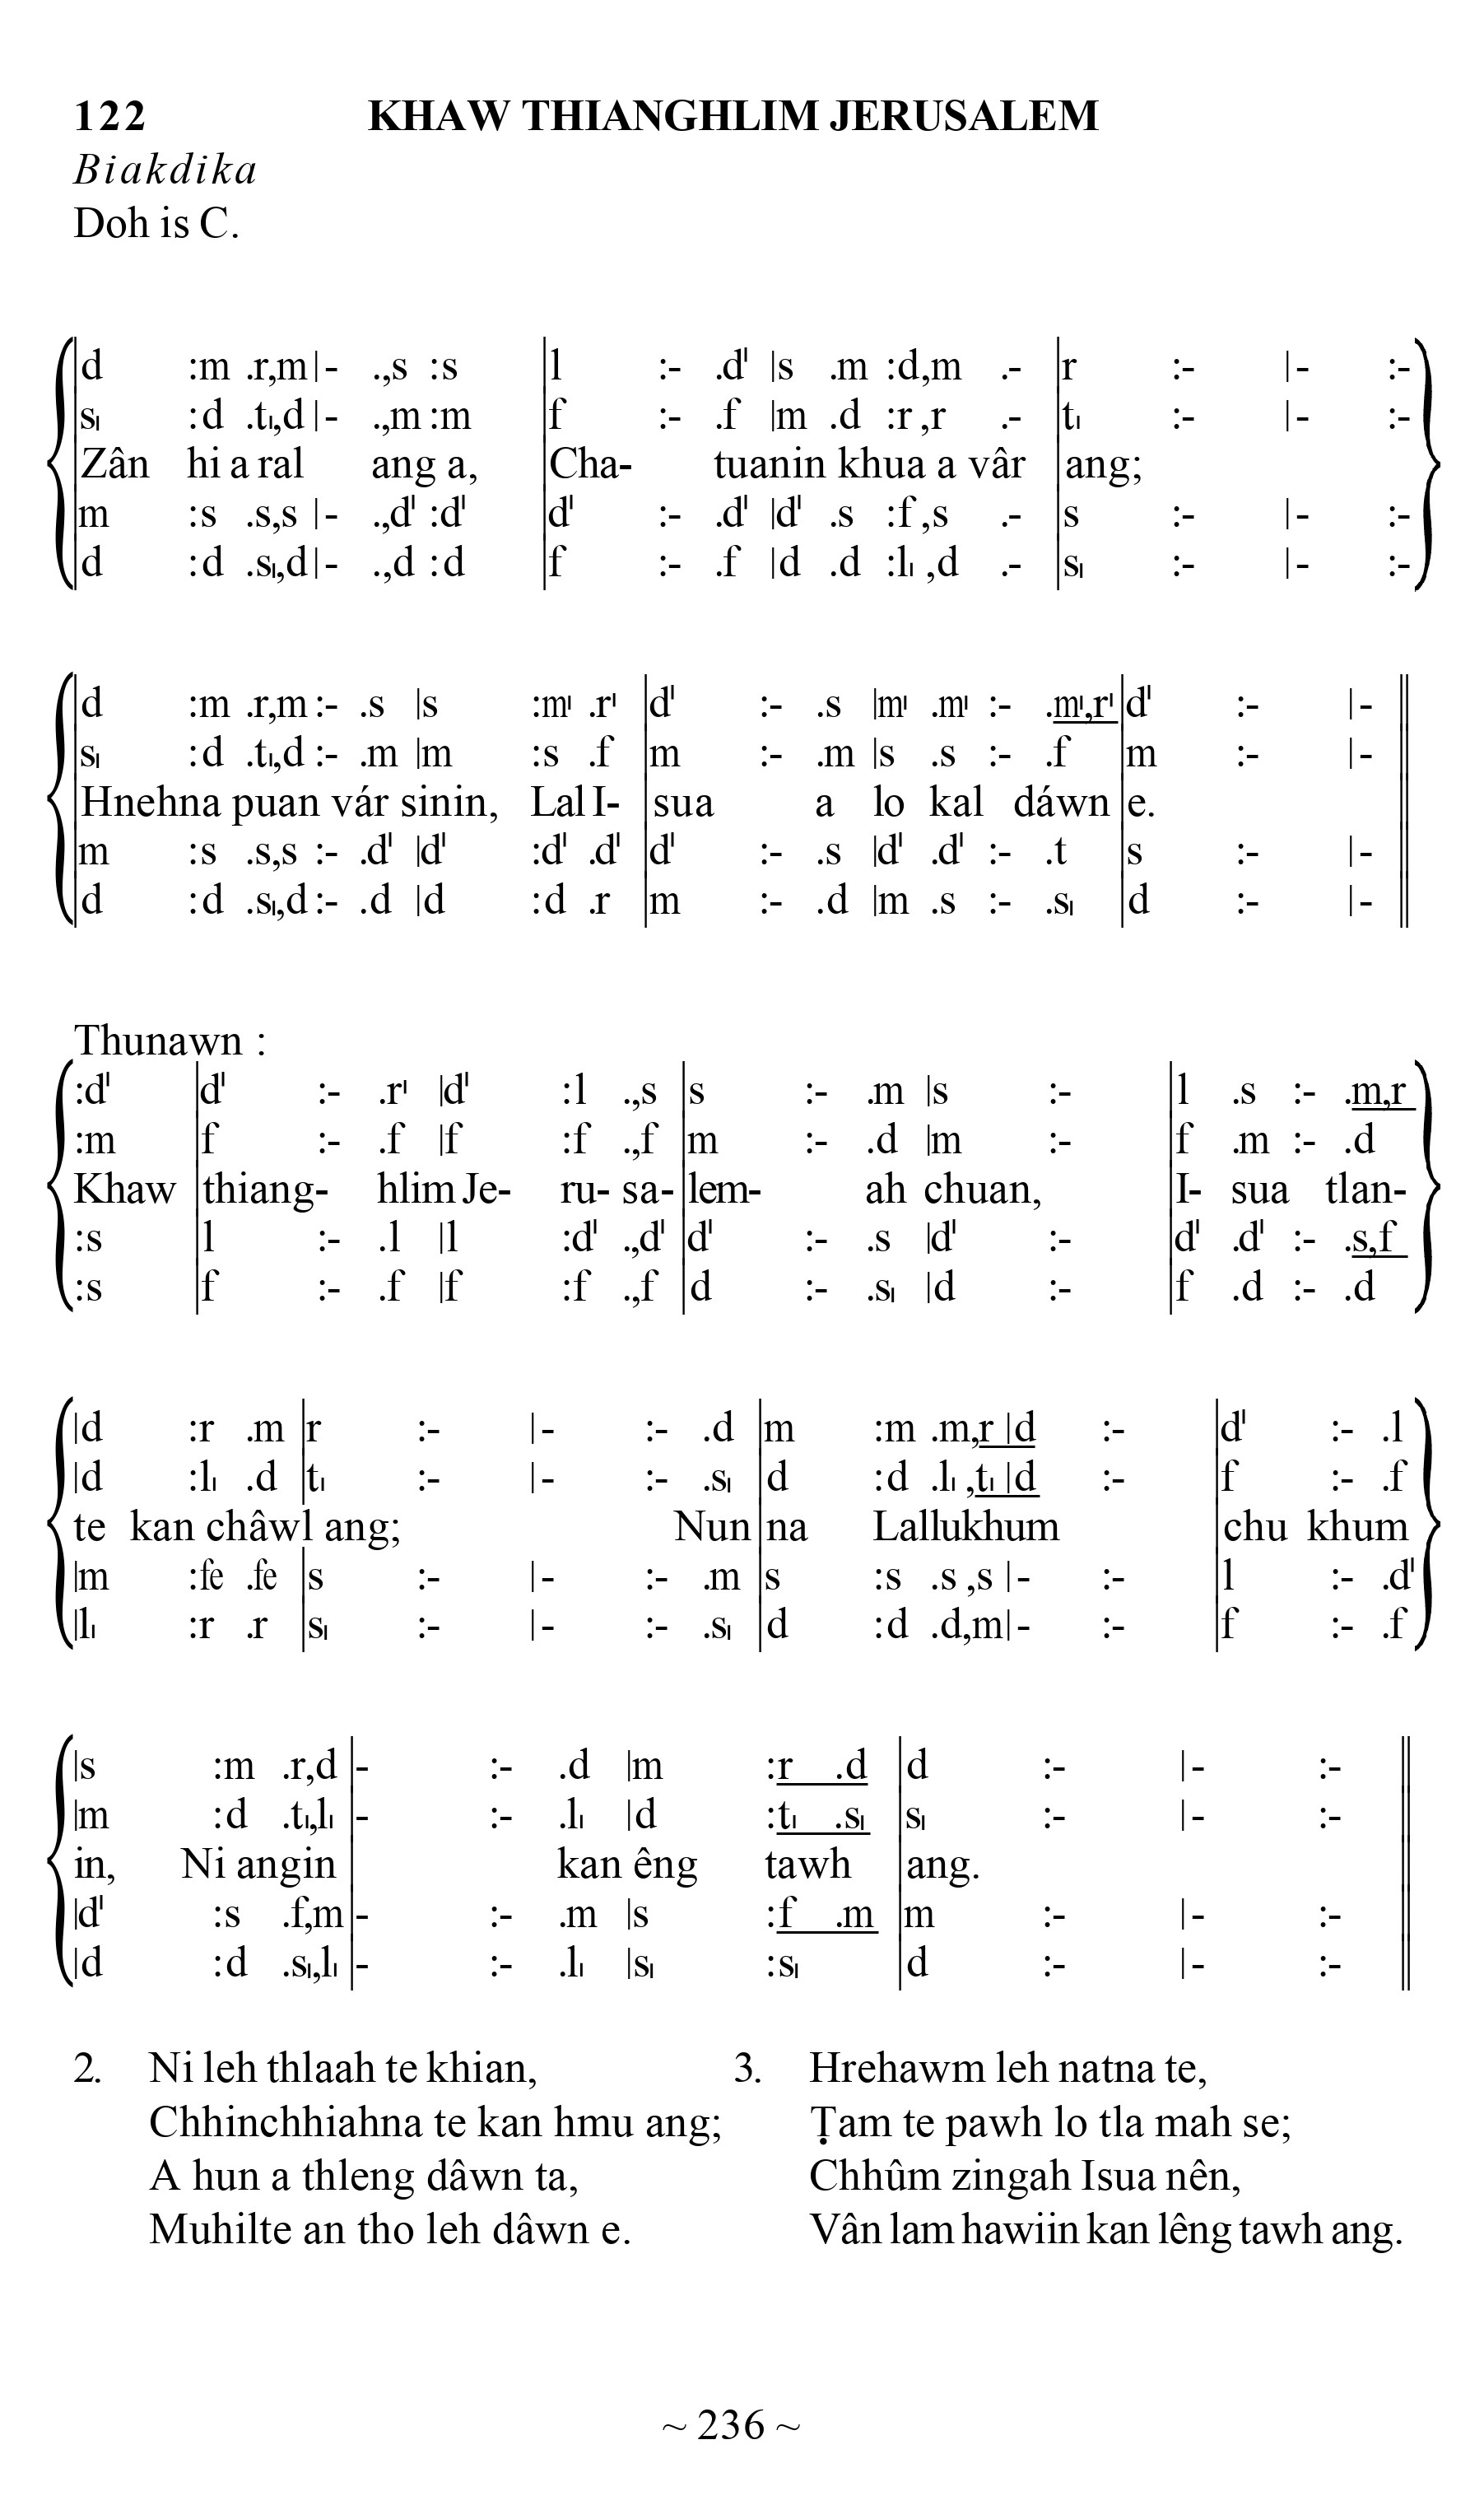 122 KHAW THIANGHLIM JERUSALEM
Biakdika
Doh is C.
|d :m .r,m|- .,s :s |l :- .d' |s .m :d,m .- |r :- |- :-
|s̩ :d .t̩,d|- .,m :m |f :- .f |m .d :r ,r .- |t̩ :- |- :-
Zân hi a ral ang a, Cha- tuanin khua a vâr ang;
|m :s .s,s |- .,d' :d' |d' :- .d' |d' .s :f ,s .- |s :- |- :-
|d :d .s̩,d|- .,d :d |f :- .f |d .d :l̩ ,d .- |s̩ :- |- :-
|d :m .r,m :- .s |s :m' .r' |d' :- .s |m' .m' :- .m',r' |d' :- |- ||
|s̩ :d .t̩,d :- .m |m :s .f |m :- .m |s .s :- .f |m :- |- ||
Hnehna puan vár sinin, Lal I- sua a lo kal dáwn e.
|m :s .s,s :- .d' |d' :d' .d' |d' :- .s |d' .d' :- .t |s :- |- ||
|d :d .s̩,d :- .d |d :d .r |m :- .d |m .s :- .s̩ |d :- |- ||
Thunawn :
:d' |d' :- .r' |d' :l .,s |s :- .m |s :- |l .s :- .m,r
:m |f :- .f |f :f .,f |m :- .d |m :- |f .m :- .d
Khaw thiang- hlim Je- ru- sa- lem- ah chuan, I- sua tlan-
:s |l :- .l |l :d' .,d' |d' :- .s |d' :- |d' .d' :- .s,f
:s |f :- .f |f :f .,f |d :- .s̩ |d :- |f .d :- .d
|d :r .m |r :- |- :- .d |m :m .m,r |d :- |d' :- .l
|d :l̩ .d |t̩ :- |- :- .s̩ |d :d .l̩ ,t̩ |d :- |f :- .f
te kan châwl ang; Nun na Lallukhum chu khum
|m :fe .fe |s :- |- :- .m |s :s .s ,s |- :- |l :- .d'
|l̩ :r .r |s̩ :- |- :- .s̩ |d :d .d,m|- :- |f :- .f
|s :m .r,d |- :- .d |m :r .d |d :- |- :- ||
|m :d .t̩,l̩ |- :- .l̩ |d :t̩ .s̩ |s̩ :- |- :- ||
in, Ni angin kan êng tawh ang.
|d' :s .f,m |- :- .m |s :f .m |m :- |- :- ||
|d :d .s̩,l̩ |- :- .l̩ |s̩ :s̩ |d :- |- :- ||
2. Ni leh thlaah te khian,
Chhinchhiahna te kan hmu ang;
A hun a thleng dâwn ta,
Muhilte an tho leh dâwn e.
3. Hrehawm leh natna te,
Ṭam te pawh lo tla mah se;
Chhûm zingah Isua nên,
Vân lam hawiin kan lêng tawh ang.
~ 236 ~